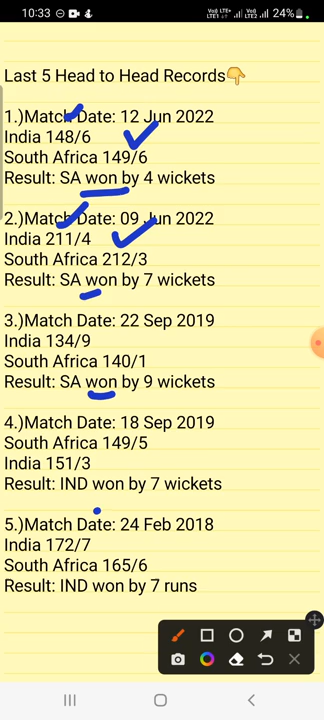 10:33
Vo)) LTE+ LTE1 Vo)) LTE2 24%
Last 5 Head to Head Records👇
1.)Match Date: 12 Jun 2022
India 148/6
South Africa 149/6
Result: SA won by 4 wickets
2.)Match Date: 09 Jun 2022
India 211/4
South Africa 212/3
Result: SA won by 7 wickets
3.)Match Date: 22 Sep 2019
India 134/9
South Africa 140/1
Result: SA won by 9 wickets
4.)Match Date: 18 Sep 2019
South Africa 149/5
India 151/3
Result: IND won by 7 wickets
5.)Match Date: 24 Feb 2018
India 172/7
South Africa 165/6
Result: IND won by 7 runs